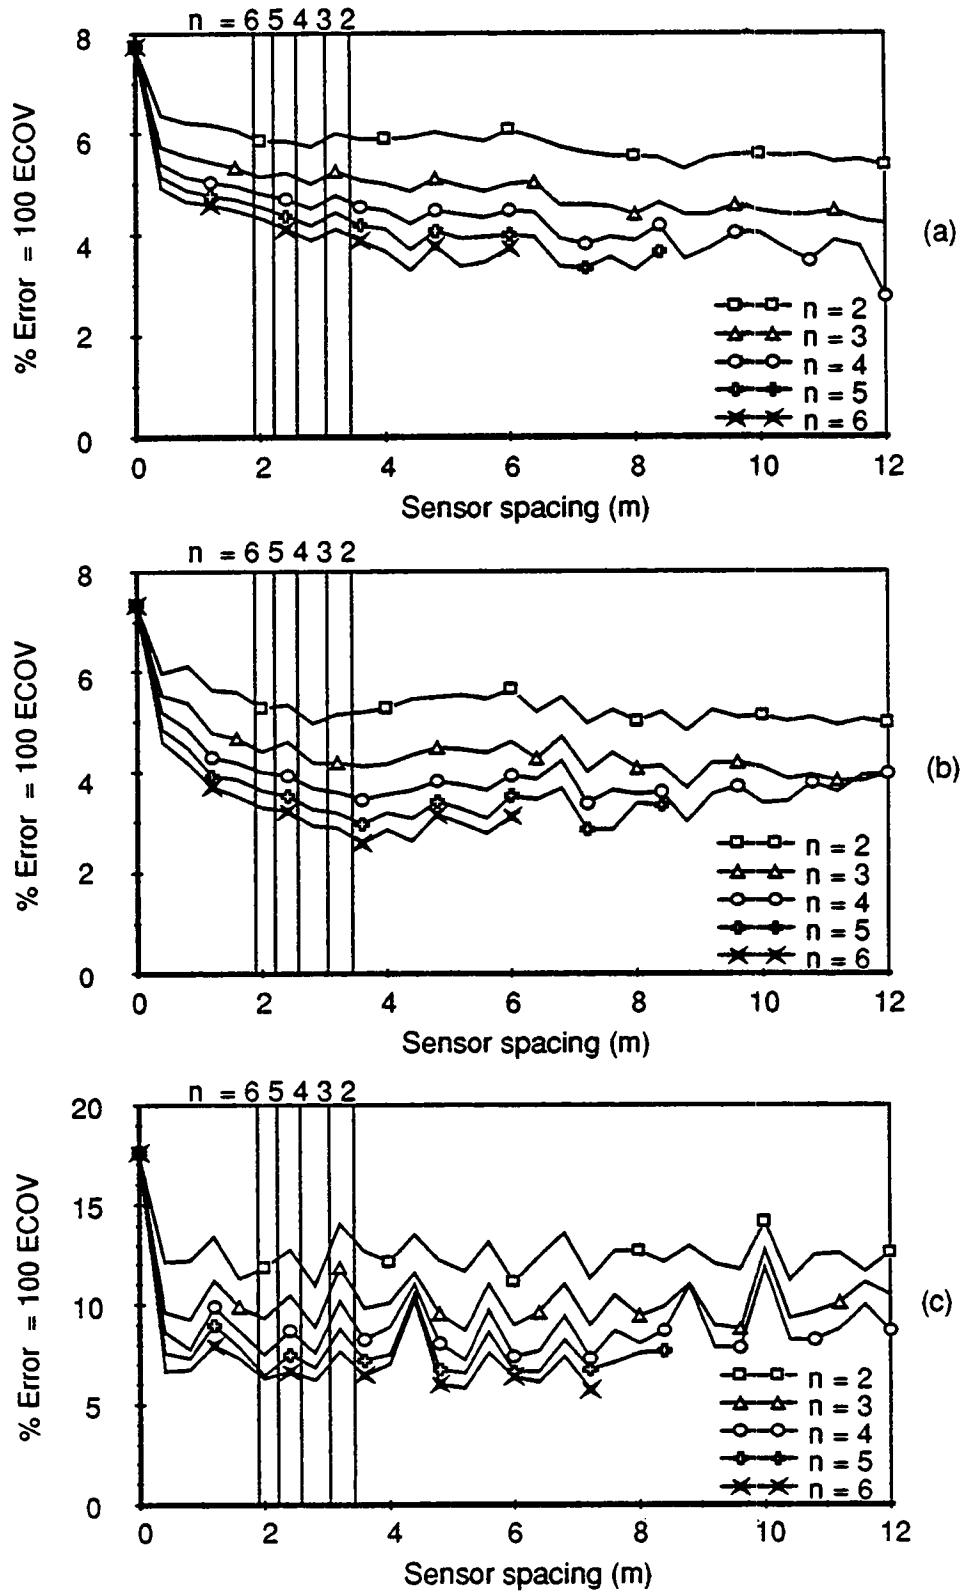 n = 6 5 4 3 2
8
6
4
2
0
% Error = 100 ECOV
n = 2
n = 3
n = 4
n = 5
n = 6
(a)
0 2 4 6 8 10 12
Sensor spacing (m)
n = 6 5 4 3 2
8
6
4
2
0
% Error = 100 ECOV
n = 2
n = 3
n = 4
n = 5
n = 6
(b)
0 2 4 6 8 10 12
Sensor spacing (m)
n = 6 5 4 3 2
20
15
10
5
0
% Error = 100 ECOV
n = 2
n = 3
n = 4
n = 5
n = 6
(c)
0 2 4 6 8 10 12
Sensor spacing (m)